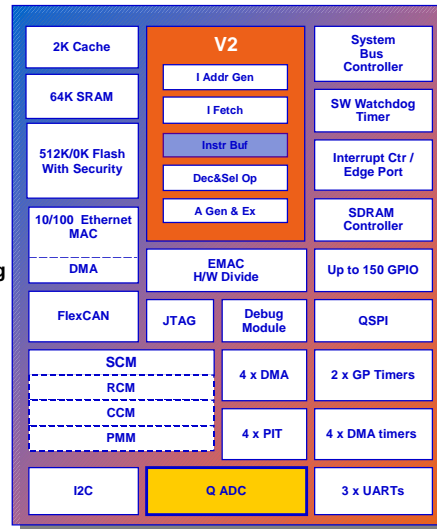 2K Cache
64K SRAM
512K/0K Flash
With Security
10/100 Ethernet
MAC
DMA
g
FlexCAN
V2
I Addr Gen
I Fetch
Instr Buf
Dec&Sel Op
A Gen & Ex
EMAC
H/W Divide
JTAG
Debug
Module
System
Bus
Controller
SW Watchdog
Timer
Interrupt Ctr /
Edge Port
SDRAM
Controller
Up to 150 GPIO
QSPI
SCM
RCM
CCM
PMM
4 x DMA
2 x GP Timers
4 x PIT
4 x DMA timers
I2C
Q ADC
3 x UARTs